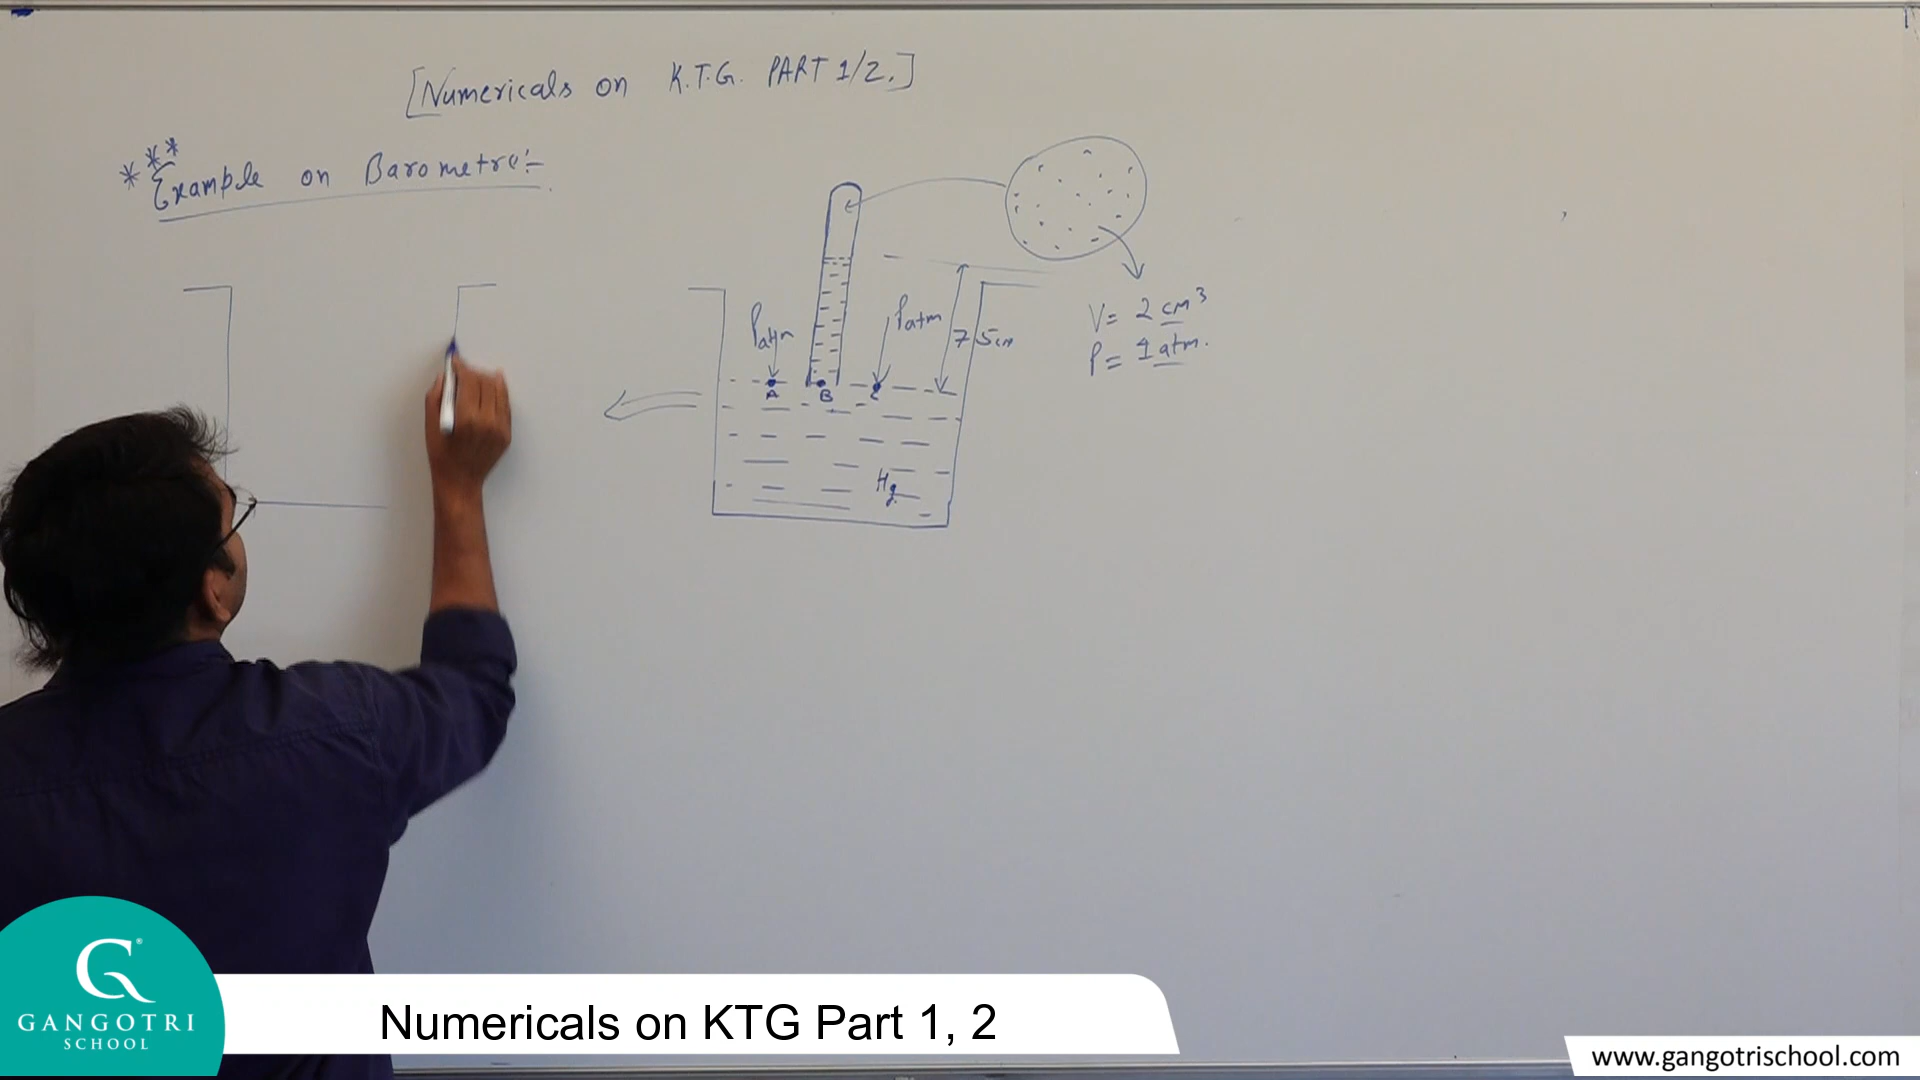 [Numericals on K.T.G. PART 1/2.]
*** Example on Barometre:-
Patm
Patm
75cm
A
B
C
Hg
V= 2 cm³
P= 1 atm.
GANGOTRI
SCHOOL
Numericals on KTG Part 1, 2
www.gangotrischool.com